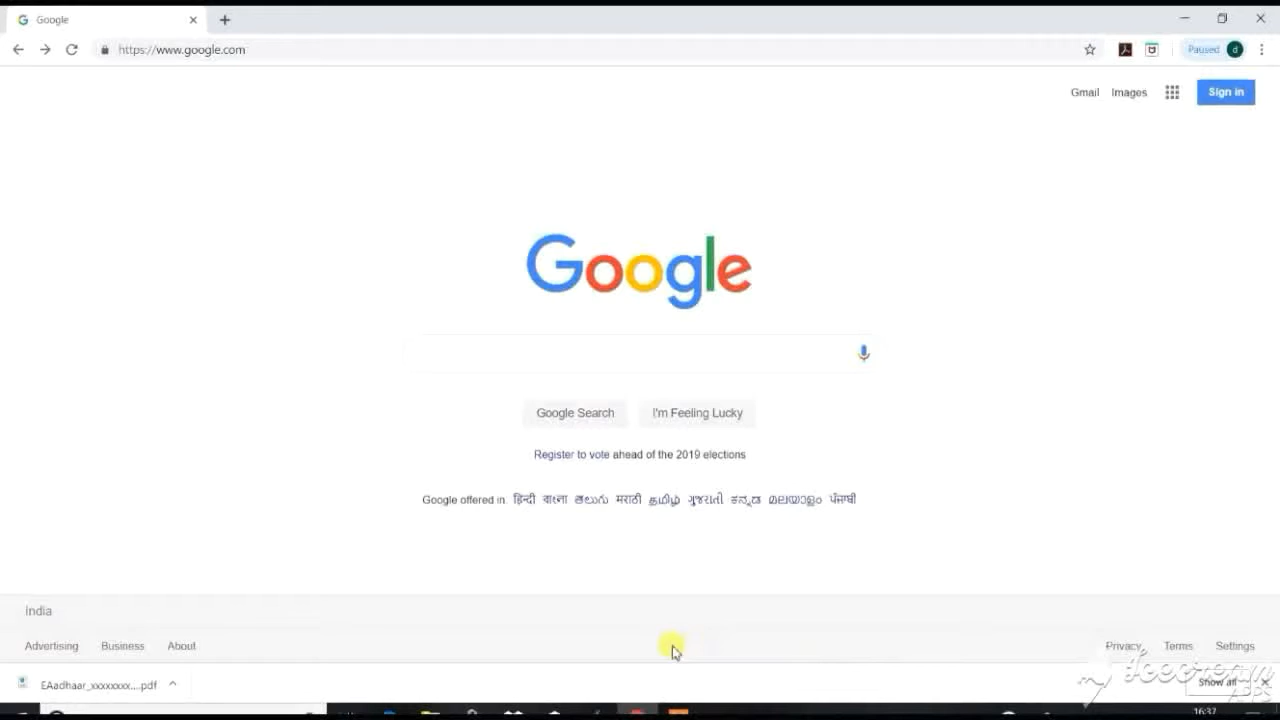 Google
https://www.google.com
Paused d
Gmail Images Sign in
Google
Google Search I'm Feeling Lucky
Register to vote ahead of the 2019 elections
Google offered in: हिन्दी বাংলা తెలుగు मराठी தமிழ் ગુજરાતી ಕನ್ನಡ മലയാളം ਪੰਜਾਬੀ
India
Advertising Business About Privacy Terms Settings
EAadhaar_xxxxxxxx....pdf Show all
16:37